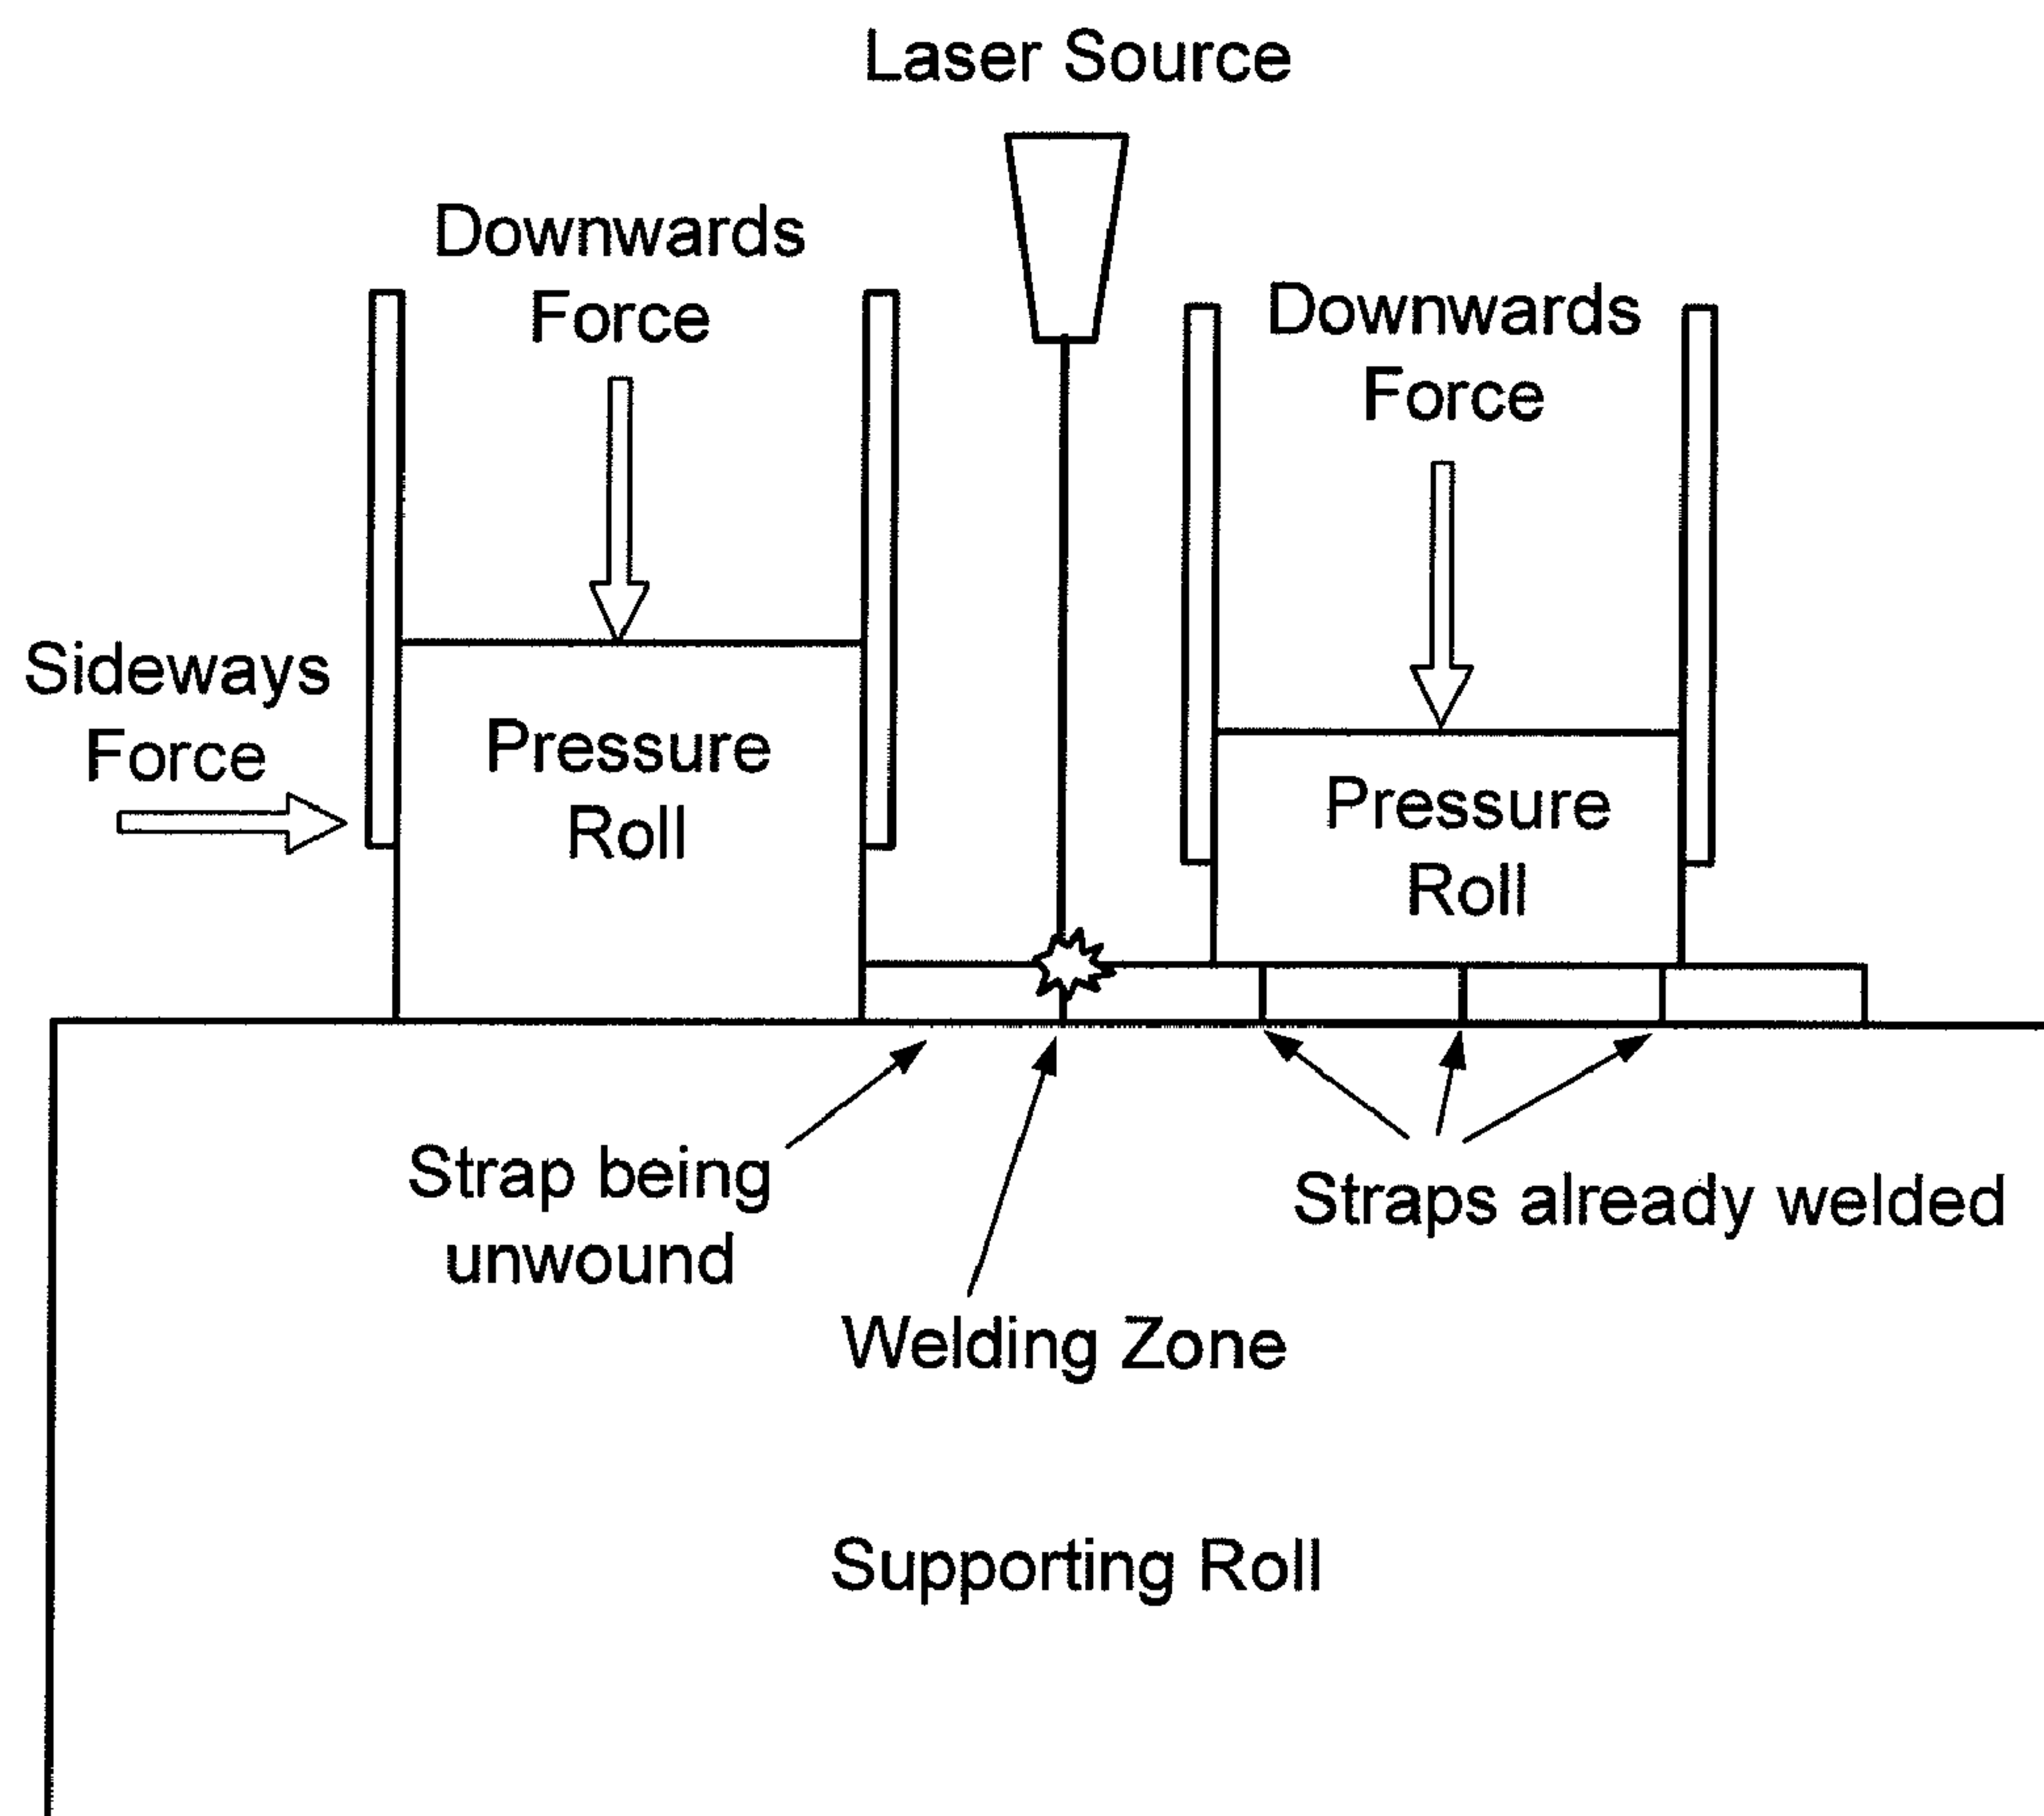 Laser Source
Downwards
Force
Downwards
Force
Sideways
Force
Pressure
Roll
Pressure
Roll
Strap being
unwound
Straps already welded
Welding Zone
Supporting Roll